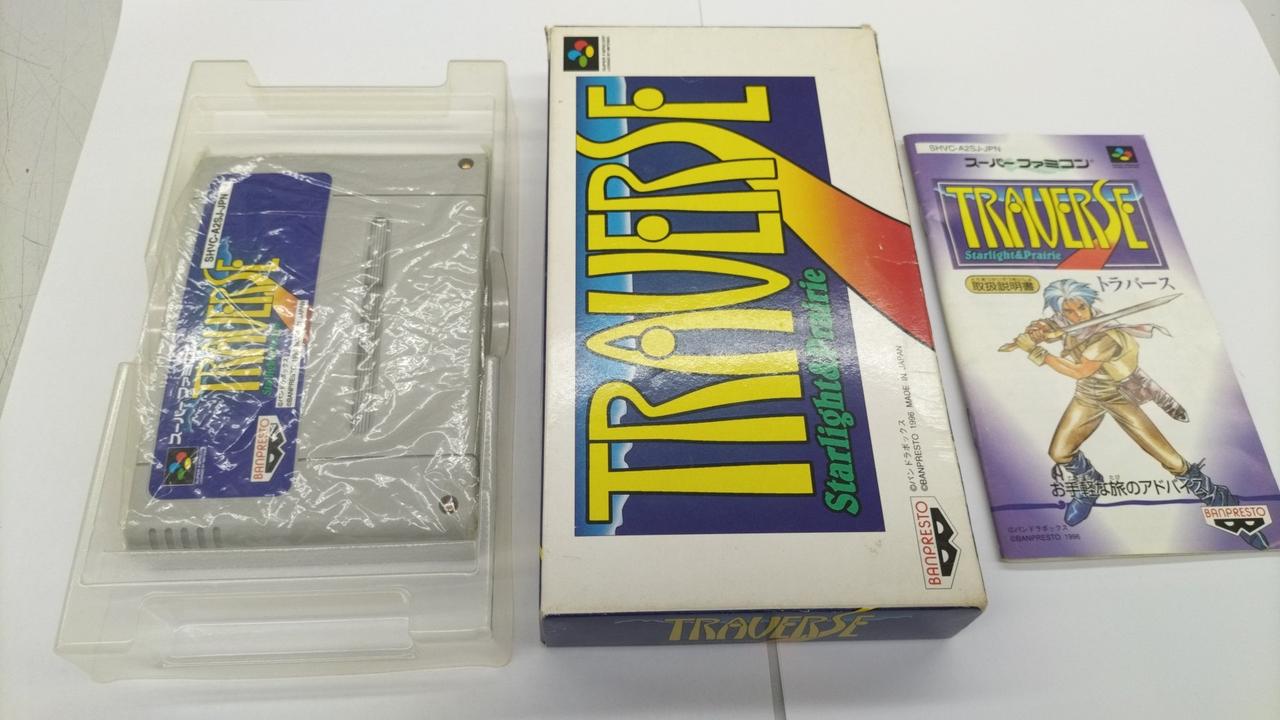 SHVC-A2SJ-JPN
スーパーファミコン
TRAVERSE
BANPRESTO
TRAVERSE
Starlight&Prairie
©パンドラボックス
©BANPRESTO 1996 MADE IN JAPAN
BANPRESTO
TRAVERSE
SHVC-A2SJ-JPN
スーパーファミコン
TRAVERSE
Starlight&Prairie
取扱説明書
トラバース
お手軽な旅のアドバイス
©パンドラボックス
©BANPRESTO 1996
BANPRESTO